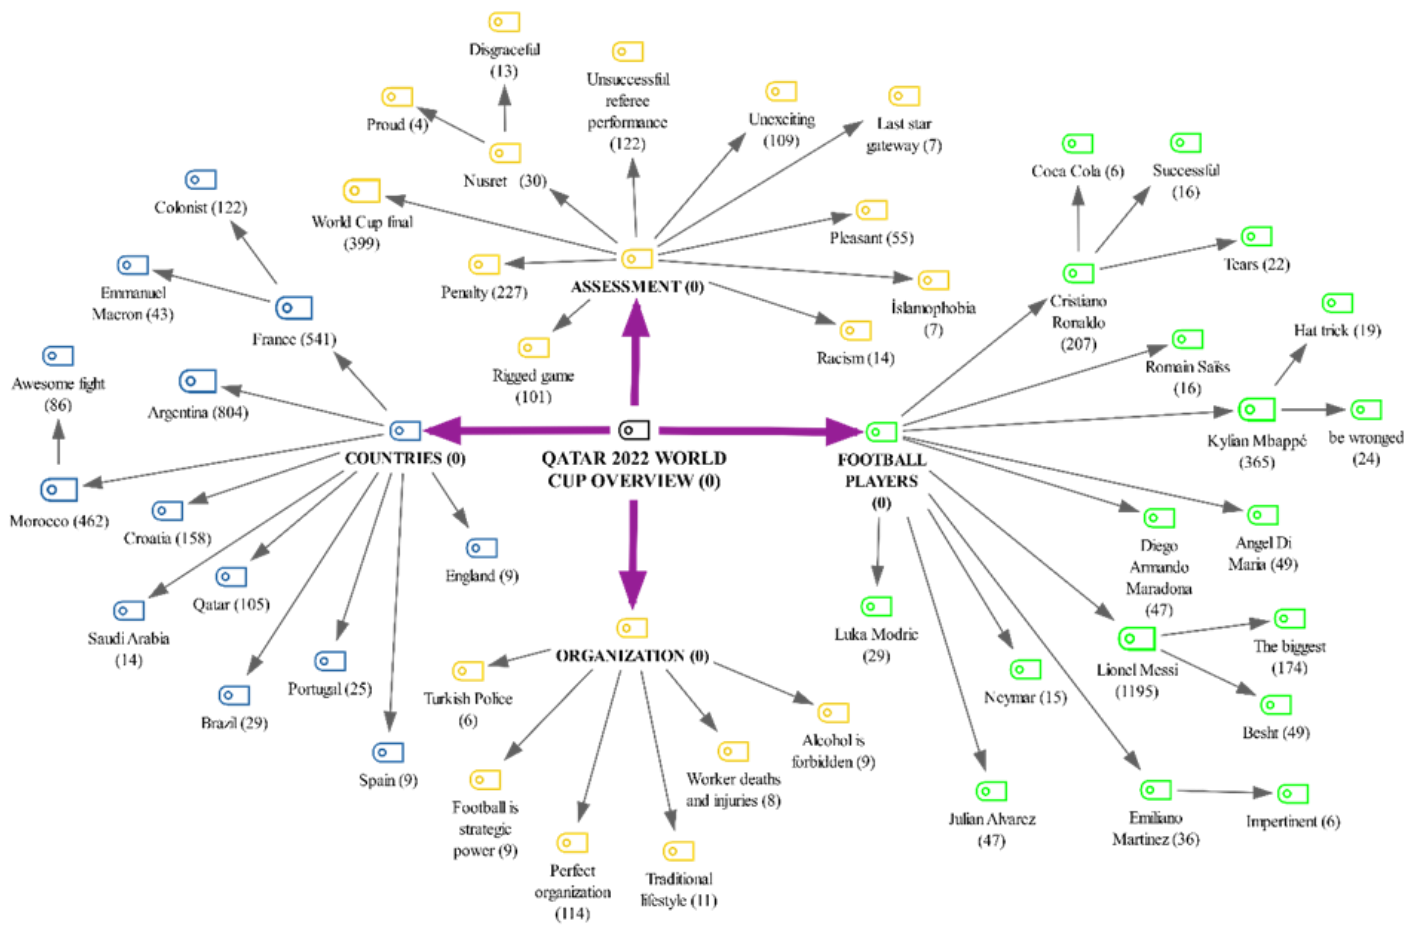 Disgraceful
(13)
Proud (4)
Nusret (30)
Unsuccessful
referee
performance
(122)
Unexciting
(109)
Last star
gateway (7)
World Cup final
(399)
Pleasant (55)
Penalty (227)
ASSESSMENT (0)
İslamophobia
(7)
Rigged game
(101)
Racism (14)
Colonist (122)
Emmanuel
Macron (43)
France (541)
Awesome fight
(86)
Argentina (804)
COUNTRIES (0)
Morocco (462)
Croatia (158)
England (9)
Qatar (105)
Saudi Arabia
(14)
Portugal (25)
Brazil (29)
Spain (9)
QATAR 2022 WORLD
CUP OVERVIEW (0)
ORGANIZATION (0)
Turkish Police
(6)
Football is
strategic
power (9)
Perfect
organization
(114)
Traditional
lifestyle (11)
Worker deaths
and injuries (8)
Alcohol is
forbidden (9)
Coca Cola (6)
Successful
(16)
Tears (22)
Cristiano
Ronaldo
(207)
Hat trick (19)
Romain Saïss
(16)
Kylian Mbappé
(365)
be wronged
(24)
FOOTBALL
PLAYERS
(0)
Diego
Armando
Maradona
(47)
Angel Di
Maria (49)
Luka Modric
(29)
Lionel Messi
(1195)
The biggest
(174)
Besht (49)
Neymar (15)
Julian Alvarez
(47)
Emiliano
Martinez (36)
Impertinent (6)